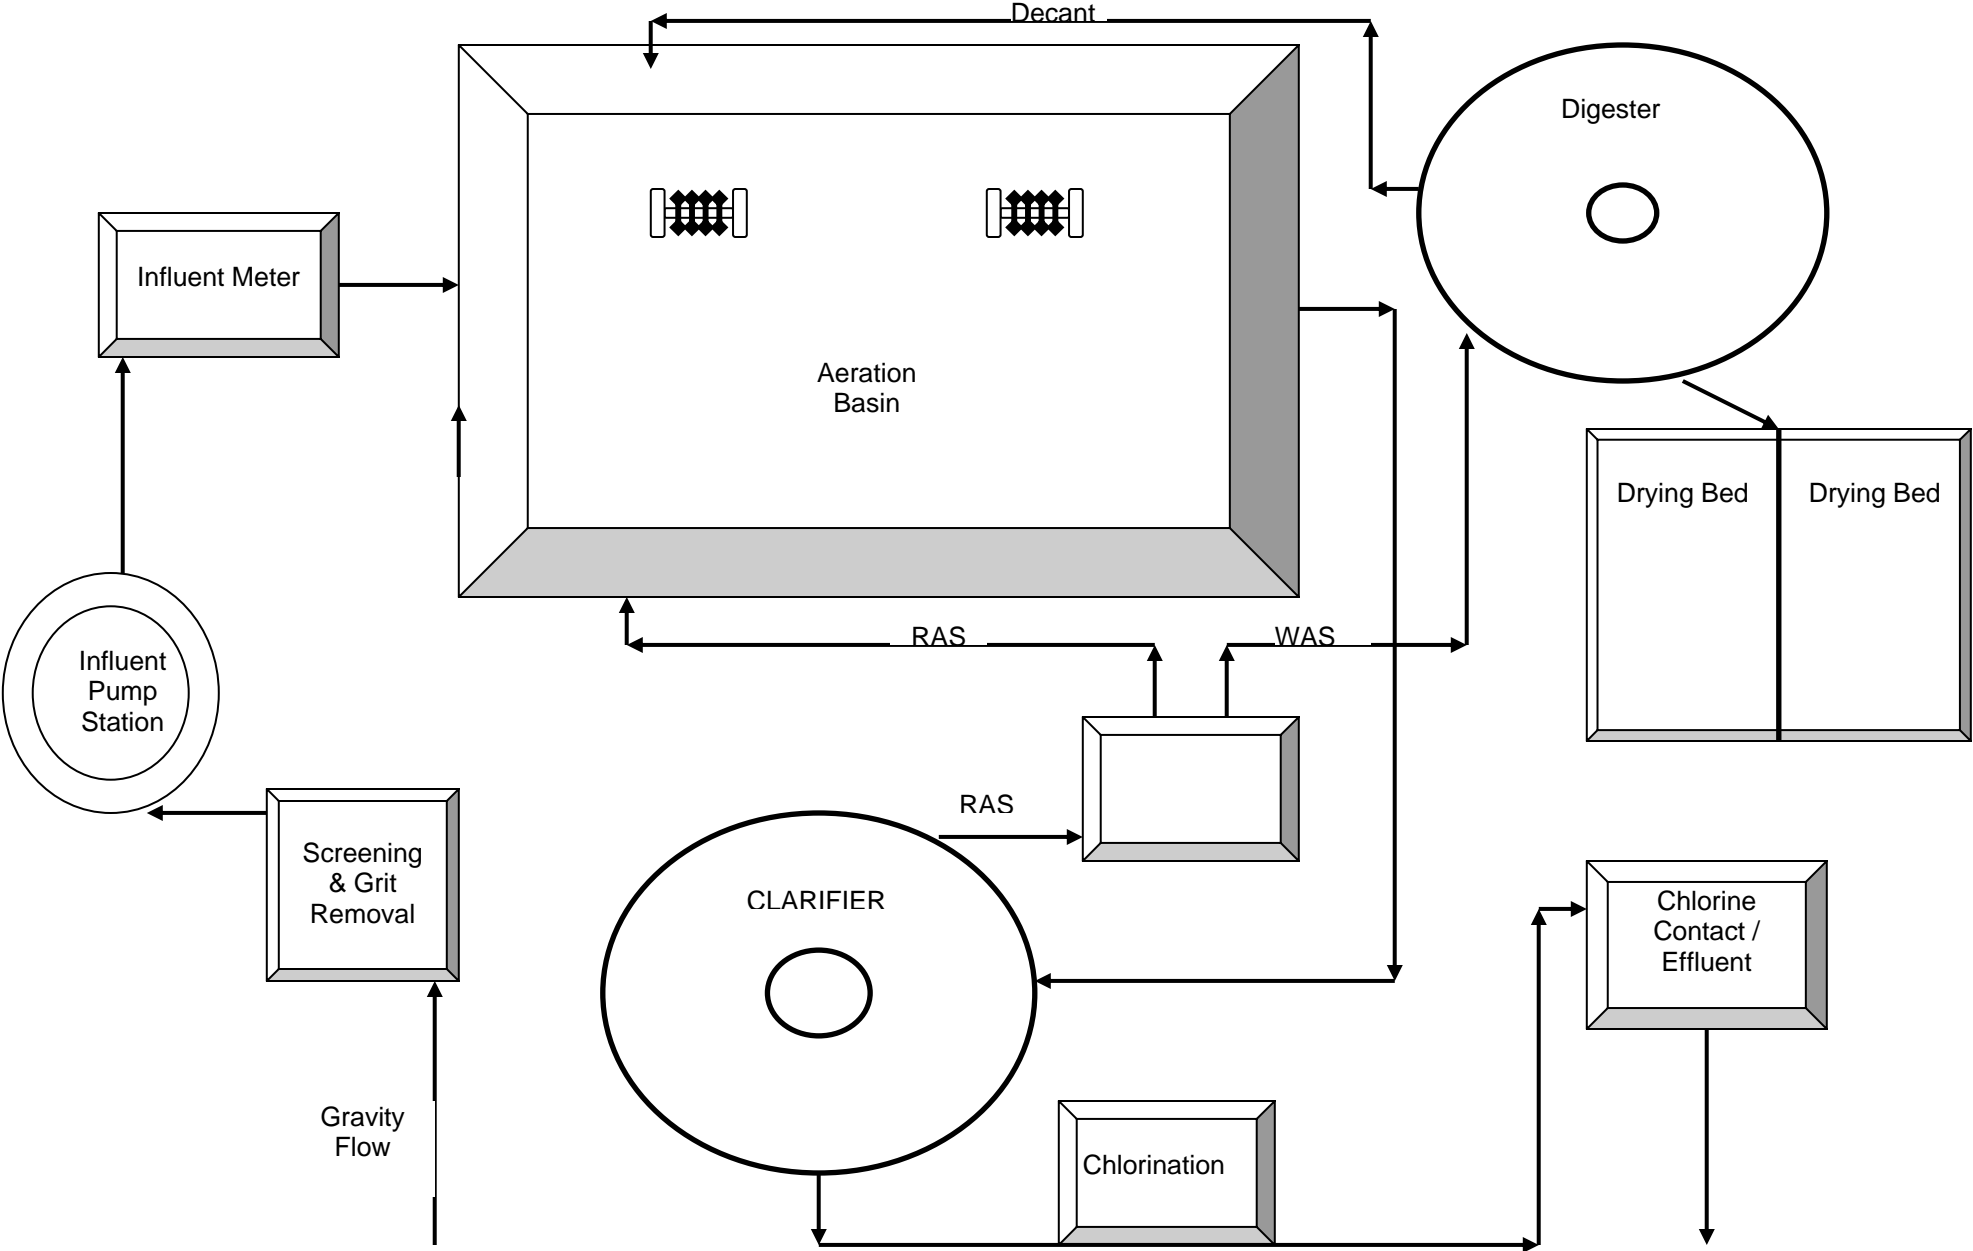 Decant
Digester
Influent Meter
Aeration
Basin
Drying Bed
Drying Bed
RAS
WAS
Influent
Pump
Station
RAS
Screening
& Grit
Removal
CLARIFIER
Chlorine
Contact /
Effluent
Gravity
Flow
Chlorination